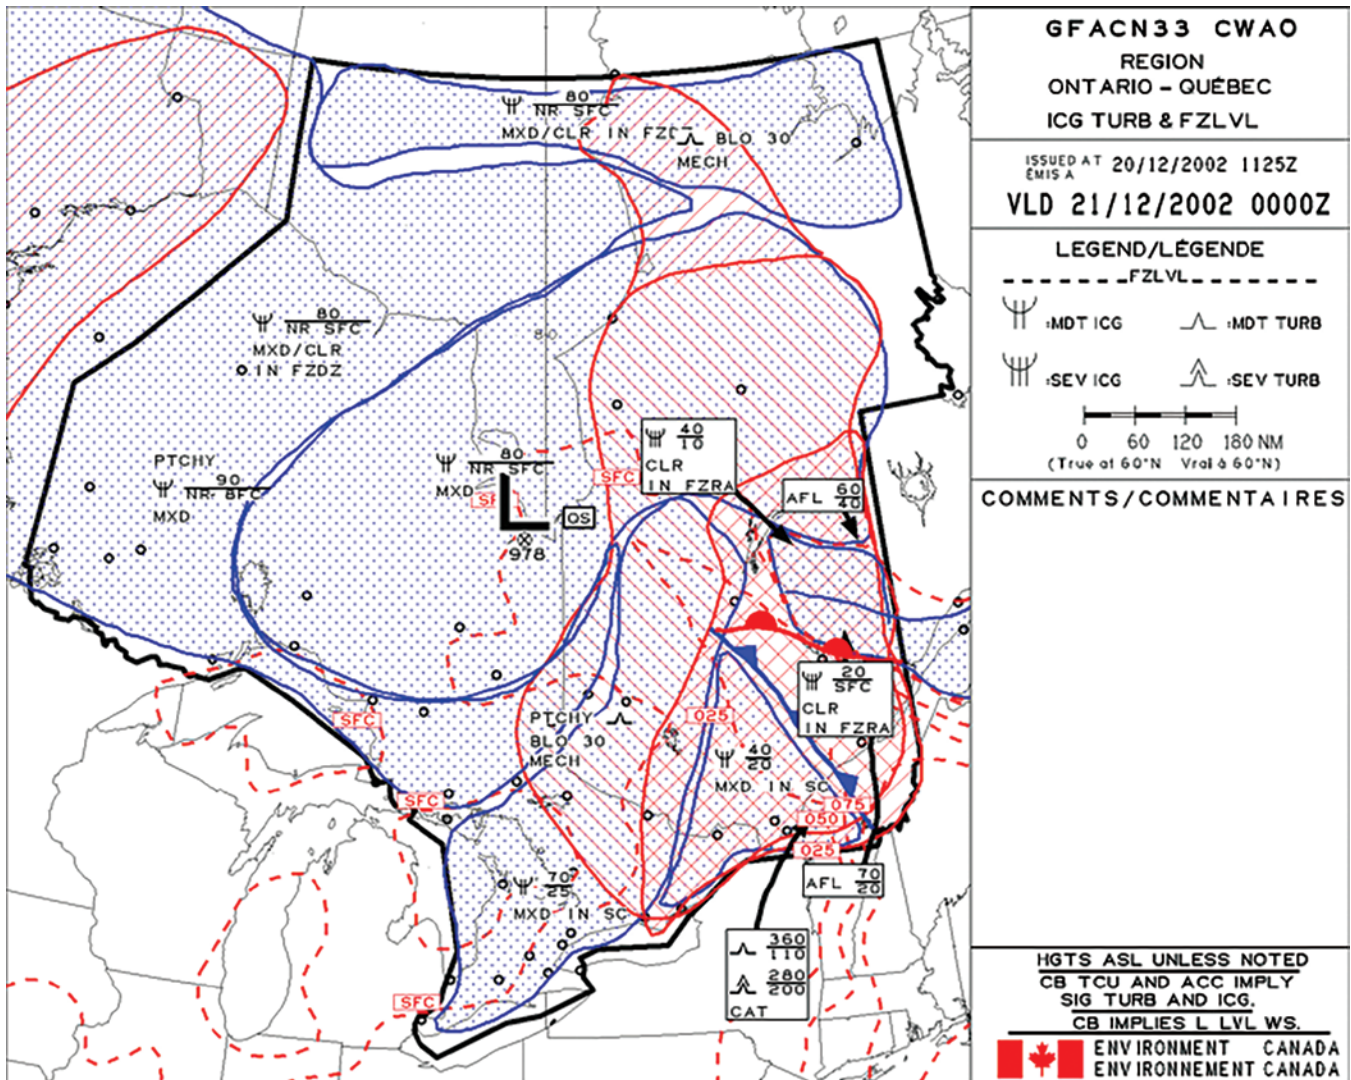 GFACN33 CWAO
REGION
ONTARIO - QUÉBEC
ICG TURB & FZLVL
ISSUED AT
ÉMIS A
20/12/2002 1125Z
VLD 21/12/2002 0000Z
LEGEND/LÉGENDE
FZLVL
:MDT ICG
:MDT TURB
:SEV ICG
:SEV TURB
0 60 120 180 NM
(True at 60°N Vrai à 60°N)
COMMENTS/COMMENTAIRES
HGTS ASL UNLESS NOTED
CB TCU AND ACC IMPLY
SIG TURB AND ICG.
CB IMPLIES L LVL WS.
ENVIRONMENT CANADA
ENVIRONNEMENT CANADA
80
NR SFC
MXD/CLR IN
BLO 30
MECH
80
NR SFC
MXD/CLR
IN FZDZ
80
PTCHY
90
NR
MXD
80
NR SFC
MXD
QS
978
SFC
40
10
CLR
IN FZRA
AFL 60
40
20
SFC
CLR
IN FZRA
PTCHY
BLO 30
MECH
025
40
20
MXD IN SC
SFC
SFC
075
050
025
70
25
MXD IN SC
AFL 70
20
360
110
280
200
CAT
SFC